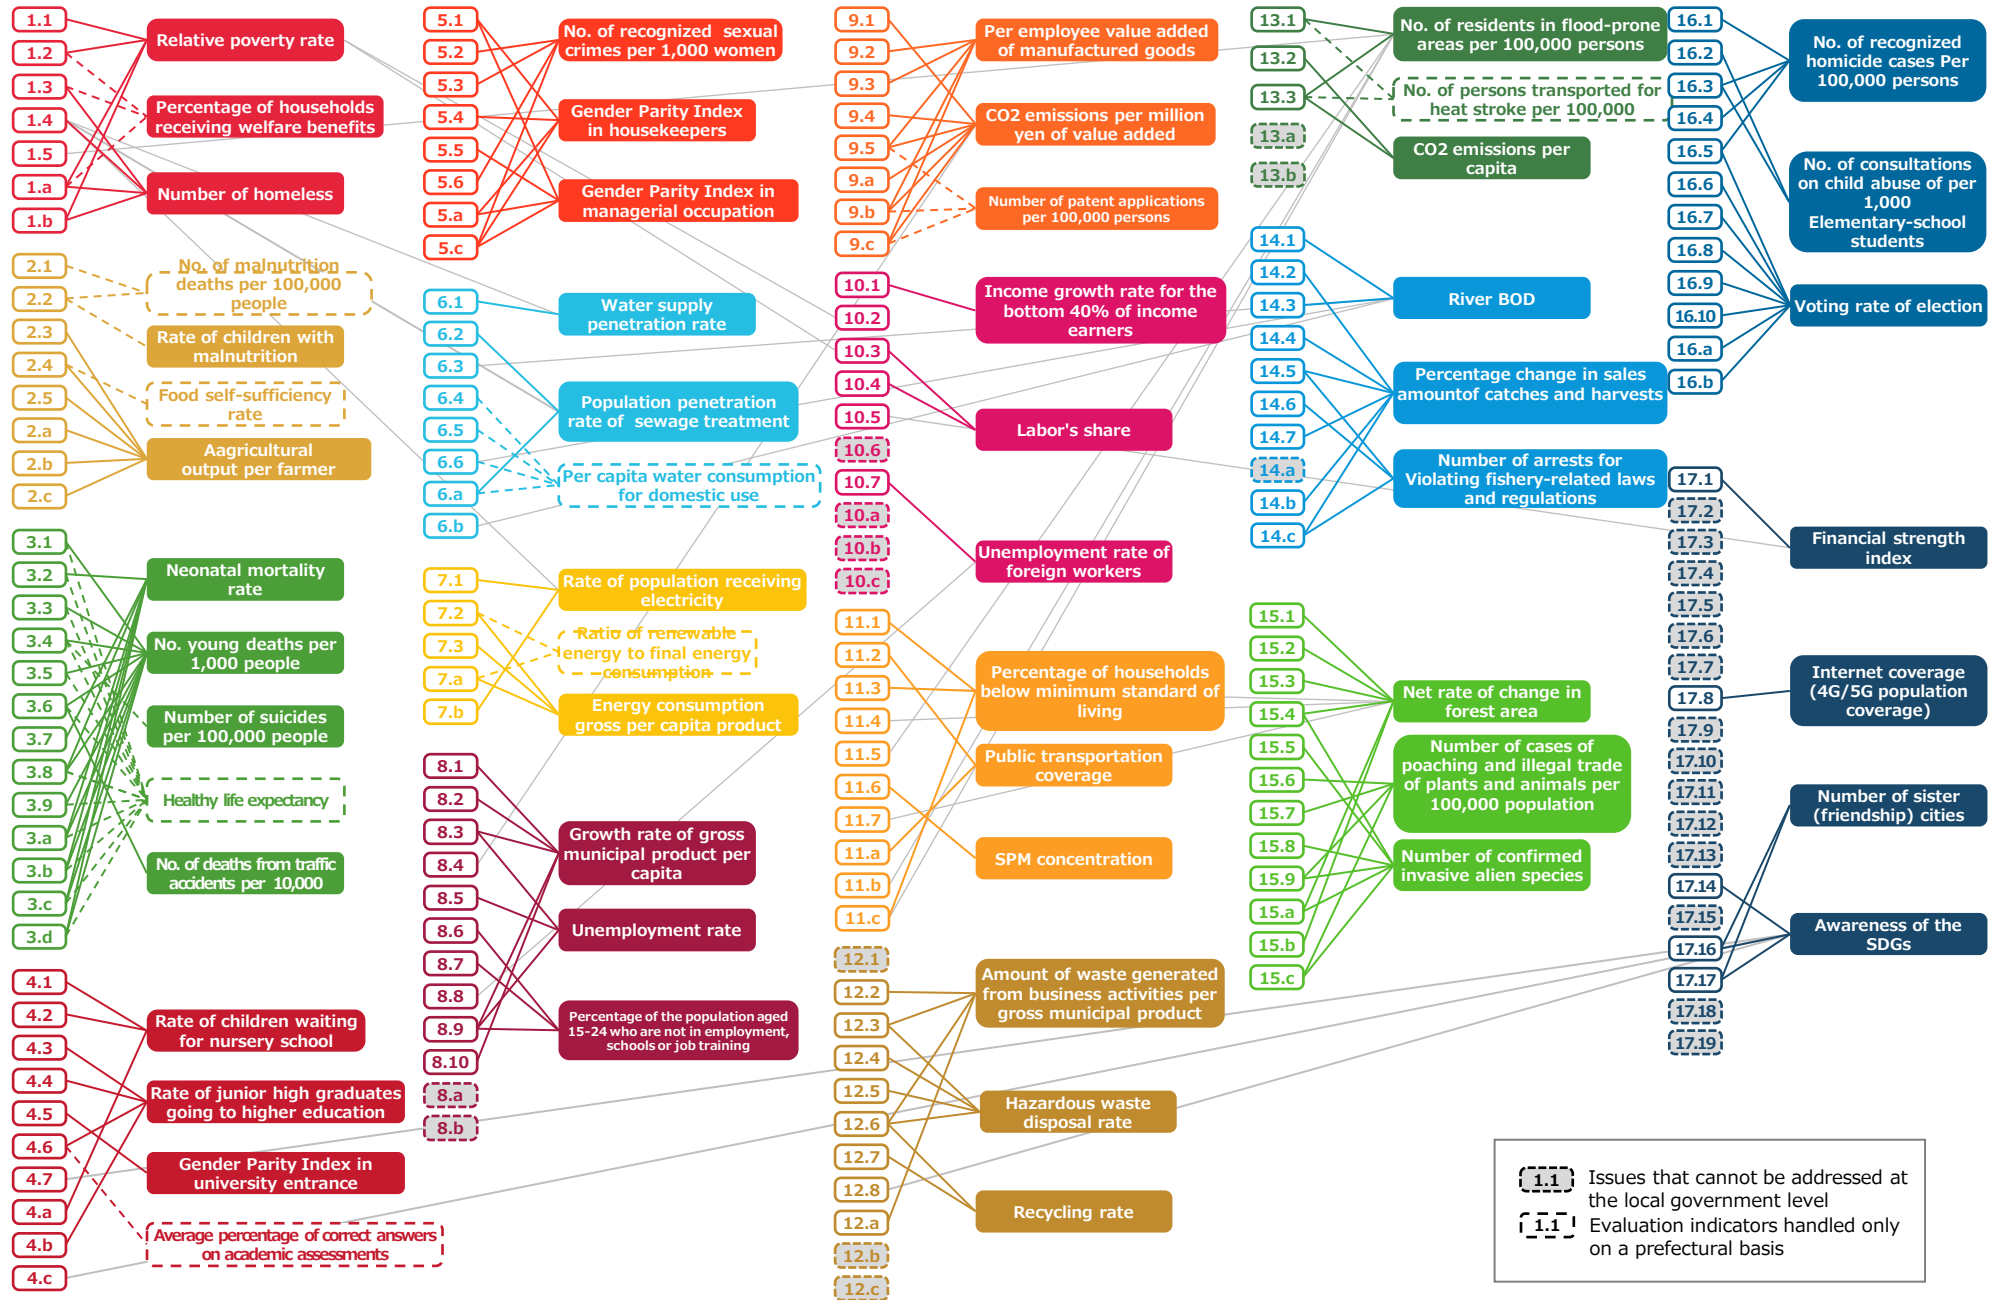 1.1
1.2
1.3
1.4
1.5
1.a
1.b
Relative poverty rate
Percentage of households
receiving welfare benefits
Number of homeless
2.1
2.2
2.3
2.4
2.5
2.a
2.b
2.c
No. of malnutrition
deaths per 100,000
people
Rate of children with
malnutrition
Food self-sufficiency
rate
Aagricultural
output per farmer
3.1
3.2
3.3
3.4
3.5
3.6
3.7
3.8
3.9
3.a
3.b
3.c
3.d
Neonatal mortality
rate
No. young deaths per
1,000 people
Number of suicides
per 100,000 people
Healthy life expectancy
No. of deaths from traffic
accidents per 10,000
4.1
4.2
4.3
4.4
4.5
4.6
4.7
4.a
4.b
4.c
Rate of children waiting
for nursery school
Rate of junior high graduates
going to higher education
Gender Parity Index in
university entrance
Average percentage of correct answers
on academic assessments
5.1
5.2
5.3
5.4
5.5
5.6
5.a
5.c
No. of recognized sexual
crimes per 1,000 women
Gender Parity Index
in housekeepers
Gender Parity Index in
managerial occupation
6.1
6.2
6.3
6.4
6.5
6.6
6.a
6.b
Water supply
penetration rate
Population penetration
rate of sewage treatment
Per capita water consumption
for domestic use
7.1
7.2
7.3
7.a
7.b
Rate of population receiving
electricity
Ratio of renewable
energy to final energy
consumption
Energy consumption
gross per capita product
8.1
8.2
8.3
8.4
8.5
8.6
8.7
8.8
8.9
8.10
8.a
8.b
Growth rate of gross
municipal product per
capita
Unemployment rate
Percentage of the population aged
15-24 who are not in employment,
schools or job training
9.1
9.2
9.3
9.4
9.5
9.a
9.b
9.c
Per employee value added
of manufactured goods
CO2 emissions per million
yen of value added
Number of patent applications
per 100,000 persons
10.1
10.2
10.3
10.4
10.5
10.6
10.7
10.a
10.b
10.c
Income growth rate for the
bottom 40% of income
earners
Labor's share
Unemployment rate of
foreign workers
11.1
11.2
11.3
11.4
11.5
11.6
11.7
11.a
11.b
11.c
Percentage of households
below minimum standard of
living
Public transportation
coverage
SPM concentration
12.1
12.2
12.3
12.4
12.5
12.6
12.7
12.8
12.a
12.b
12.c
Amount of waste generated
from business activities per
gross municipal product
Hazardous waste
disposal rate
Recycling rate
13.1
13.2
13.3
13.a
13.b
No. of residents in flood-prone
areas per 100,000 persons
No. of persons transported for
heat stroke per 100,000
CO2 emissions per
capita
14.1
14.2
14.3
14.4
14.5
14.6
14.7
14.a
14.b
14.c
River BOD
Percentage change in sales
amountof catches and harvests
Number of arrests for
Violating fishery-related laws
and regulations
15.1
15.2
15.3
15.4
15.5
15.6
15.7
15.8
15.9
15.a
15.b
15.c
Net rate of change in
forest area
Number of cases of
poaching and illegal trade
of plants and animals per
100,000 population
Number of confirmed
invasive alien species
16.1
16.2
16.3
16.4
16.5
16.6
16.7
16.8
16.9
16.10
16.a
16.b
No. of recognized
homicide cases Per
100,000 persons
No. of consultations
on child abuse of per
1,000
Elementary-school
students
Voting rate of election
17.1
17.2
17.3
17.4
17.5
17.6
17.7
17.8
17.9
17.10
17.11
17.12
17.13
17.14
17.15
17.16
17.17
17.18
17.19
Financial strength
index
Internet coverage
(4G/5G population
coverage)
Number of sister
(friendship) cities
Awareness of the
SDGs
1.1
Issues that cannot be addressed at
the local government level
1.1
Evaluation indicators handled only
on a prefectural basis